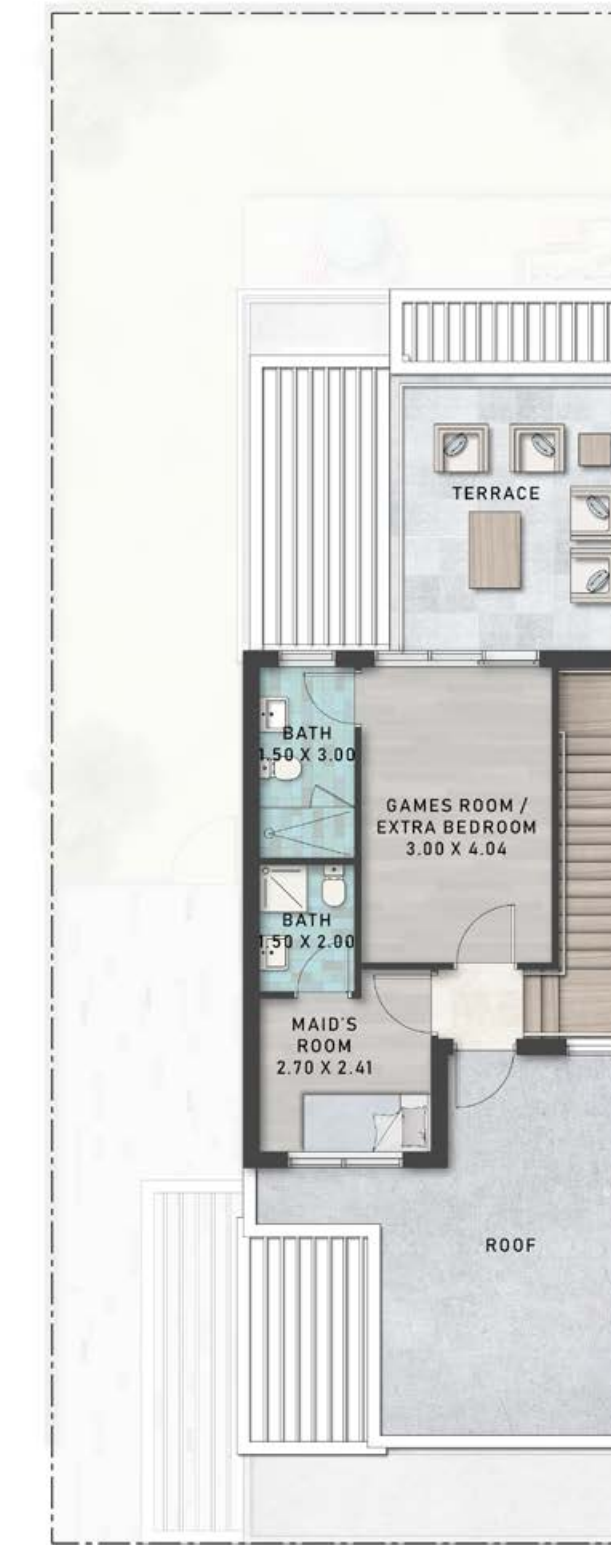 TERRACE
BATH
1.50 X 3.00
GAMES ROOM /
EXTRA BEDROOM
3.00 X 4.04
BATH
1.50 X 2.00
MAID'S
ROOM
2.70 X 2.41
ROOF